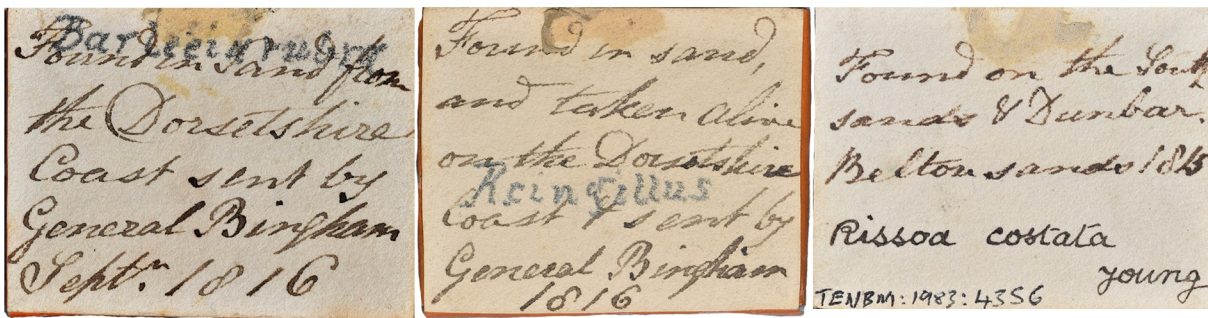 Barleeia rubra
Found in sand from
the Dorsetshire
Coast sent by
General Bingham
Septr. 1816
Found in sand,
and taken alive
on the Dorsetshire
Coast & sent by
General Bingham
1816
Found on the South
sands & Dunbar.
Belton sands
Rissoa costata
young
TENBM:1983:4356